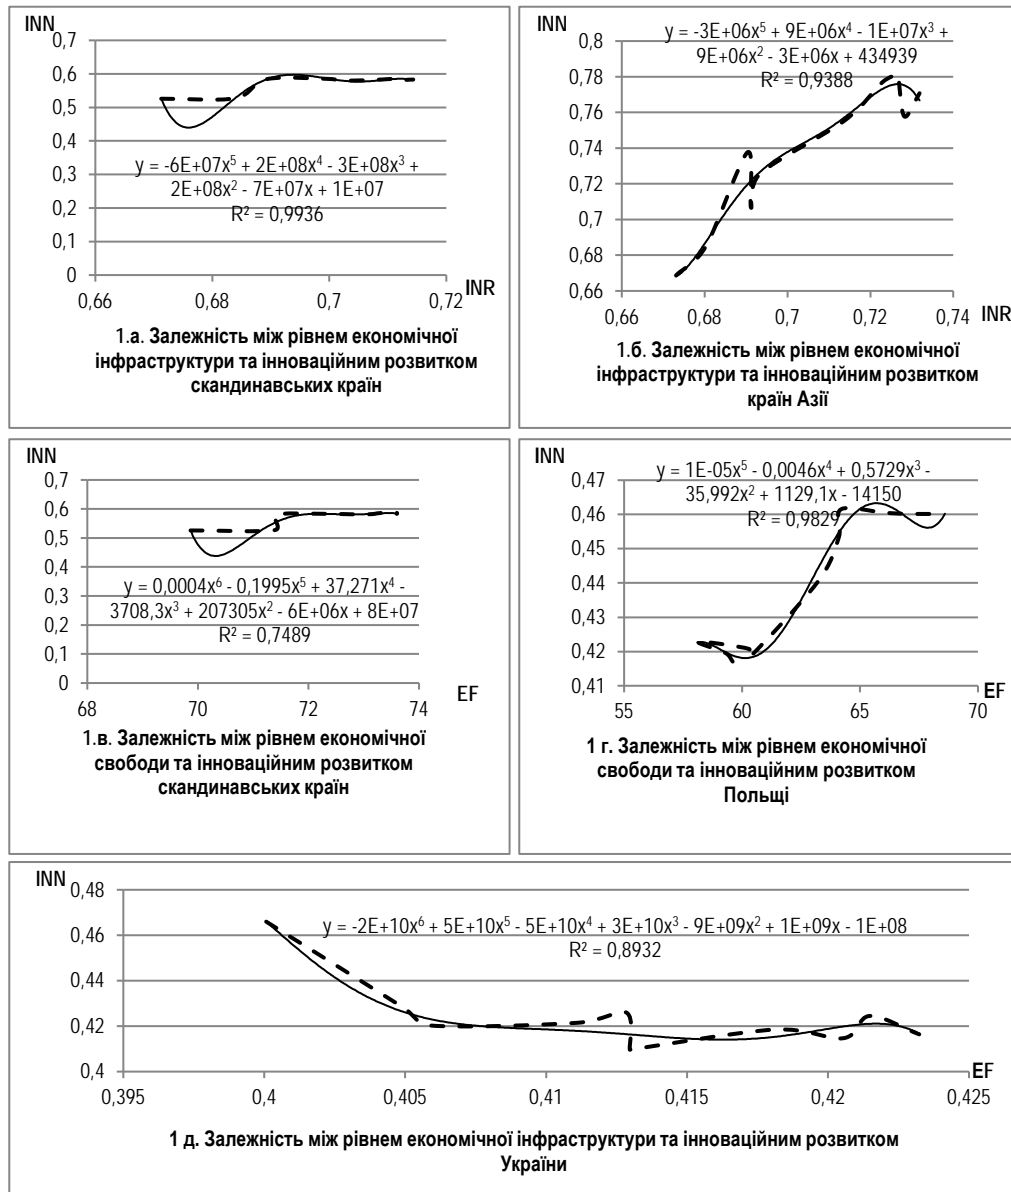 INN
0,7
0,6
0,5
0,4
0,3
0,2
0,1
0
y = -6E+07x⁵ + 2E+08x⁴ - 3E+08x³ +
2E+08x² - 7E+07x + 1E+07
R² = 0,9936
0,66 0,68 0,7 0,72
INR
1.а. Залежність між рівнем економічної
інфраструктури та інноваційним розвитком
скандинавських країн
INN
0,8
0,78
0,76
0,74
0,72
0,7
0,68
0,66
y = -3E+06x⁵ + 9E+06x⁴ - 1E+07x³ +
9E+06x² - 3E+06x + 434939
R² = 0,9388
0,66 0,68 0,7 0,72 0,74
INR
1.б. Залежність між рівнем економічної
інфраструктури та інноваційним розвитком
країн Азії
INN
0,7
0,6
0,5
0,4
0,3
0,2
0,1
0
y = 0,0004x⁶ - 0,1995x⁵ + 37,271x⁴ -
3708,3x³ + 207305x² - 6E+06x + 8E+07
R² = 0,7489
68 70 72 74
EF
1.в. Залежність між рівнем економічної
свободи та інноваційним розвитком
скандинавських країн
INN
0,47
0,46
0,45
0,44
0,43
0,42
0,41
y = 1E-05x⁵ - 0,0046x⁴ + 0,5729x³ -
35,992x² + 1129,1x - 14150
R² = 0,9829
55 60 65 70
EF
1 г. Залежність між рівнем економічної
свободи та інноваційним розвитком
Польщі
INN
0,48
0,46
0,44
0,42
0,4
y = -2E+10x⁶ + 5E+10x⁵ - 5E+10x⁴ + 3E+10x³ - 9E+09x² + 1E+09x - 1E+08
R² = 0,8932
0,395 0,4 0,405 0,41 0,415 0,42 0,425
EF
1 д. Залежність між рівнем економічної інфраструктури та інноваційним розвитком
України